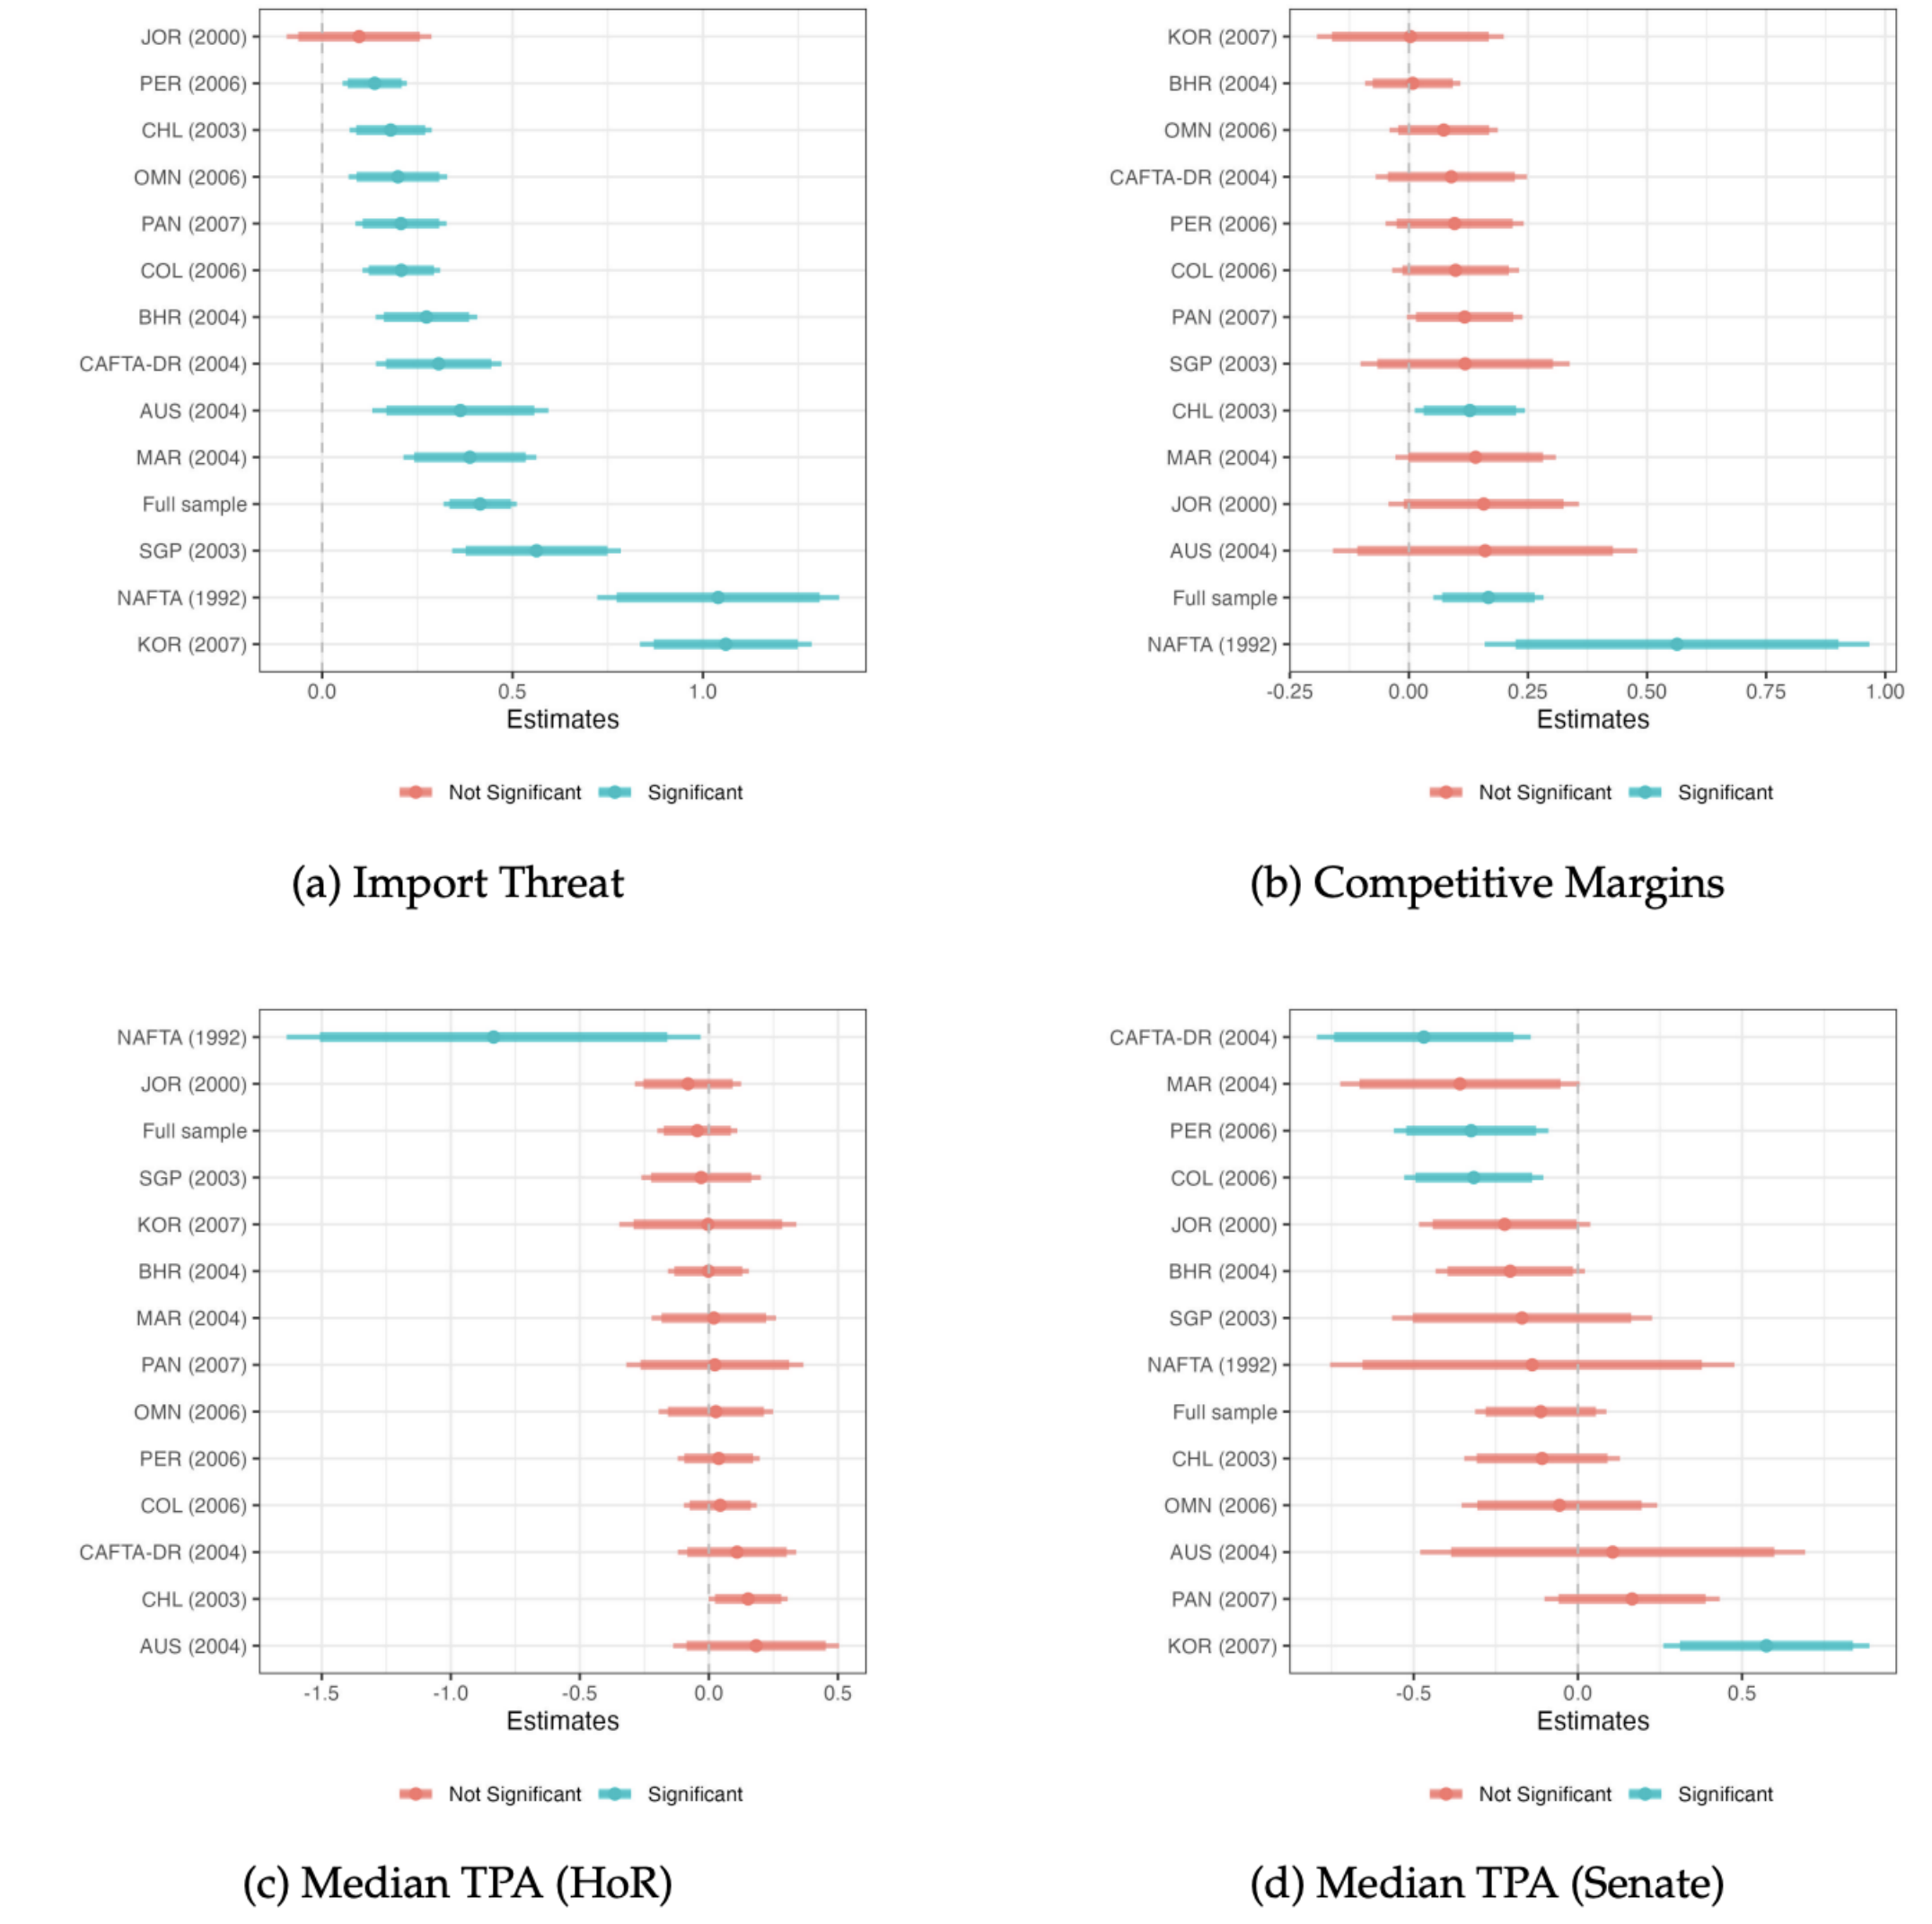 JOR (2000)
PER (2006)
CHL (2003)
OMN (2006)
PAN (2007)
COL (2006)
BHR (2004)
CAFTA-DR (2004)
AUS (2004)
MAR (2004)
Full sample
SGP (2003)
NAFTA (1992)
KOR (2007)
0.0 0.5 1.0
Estimates
Not Significant Significant
(a) Import Threat
KOR (2007)
BHR (2004)
OMN (2006)
CAFTA-DR (2004)
PER (2006)
COL (2006)
PAN (2007)
SGP (2003)
CHL (2003)
MAR (2004)
JOR (2000)
AUS (2004)
Full sample
NAFTA (1992)
-0.25 0.00 0.25 0.50 0.75 1.00
Estimates
Not Significant Significant
(b) Competitive Margins
NAFTA (1992)
JOR (2000)
Full sample
SGP (2003)
KOR (2007)
BHR (2004)
MAR (2004)
PAN (2007)
OMN (2006)
PER (2006)
COL (2006)
CAFTA-DR (2004)
CHL (2003)
AUS (2004)
-1.5 -1.0 -0.5 0.0 0.5
Estimates
Not Significant Significant
(c) Median TPA (HoR)
CAFTA-DR (2004)
MAR (2004)
PER (2006)
COL (2006)
JOR (2000)
BHR (2004)
SGP (2003)
NAFTA (1992)
Full sample
CHL (2003)
OMN (2006)
AUS (2004)
PAN (2007)
KOR (2007)
-0.5 0.0 0.5
Estimates
Not Significant Significant
(d) Median TPA (Senate)